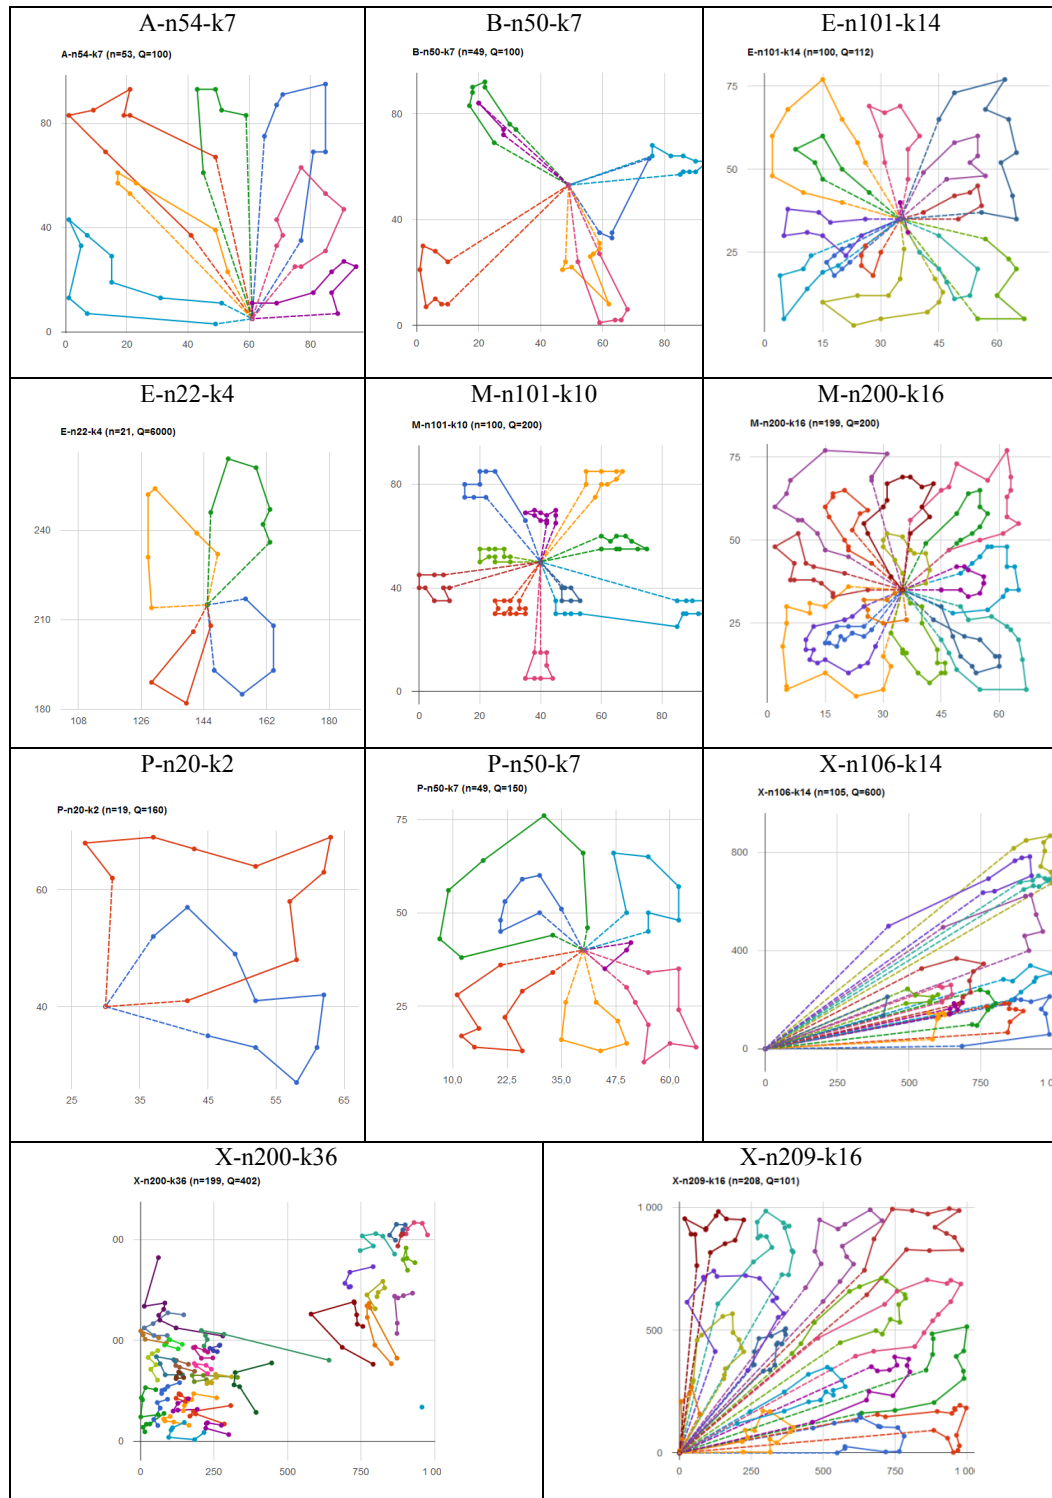 A-n54-k7
B-n50-k7
E-n101-k14
A-n54-k7 (n=53, Q=100)
80
40
0
0 20 40 60 80
B-n50-k7 (n=49, Q=100)
80
40
0
0 20 40 60 80
E-n101-k14 (n=100, Q=112)
75
50
25
0 15 30 45 60
E-n22-k4
M-n101-k10
M-n200-k16
E-n22-k4 (n=21, Q=6000)
240
210
180
108 126 144 162 180
M-n101-k10 (n=100, Q=200)
80
40
0
0 20 40 60 80
M-n200-k16 (n=199, Q=200)
75
50
25
0 15 30 45 60
P-n20-k2
P-n50-k7
X-n106-k14
P-n20-k2 (n=19, Q=160)
60
40
25 35 45 55 65
P-n50-k7 (n=49, Q=150)
75
50
25
10,0 22,5 35,0 47,5 60,0
X-n106-k14 (n=105, Q=600)
800
400
0
0 250 500 750 1 0
X-n200-k36
X-n209-k16
X-n200-k36 (n=199, Q=402)
00
00
0
0 250 500 750 1 00
X-n209-k16 (n=208, Q=101)
1 000
500
0
0 250 500 750 1 00